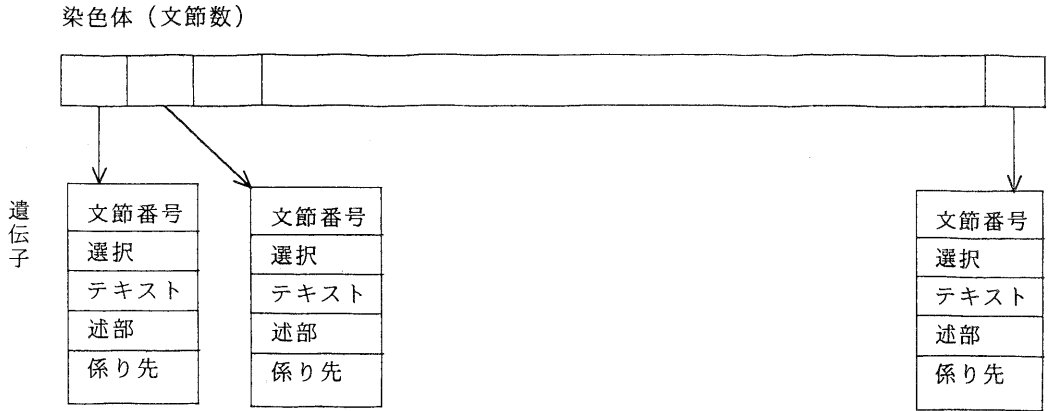 染色体（文節数）
遺伝子
文節番号
選択
テキスト
述部
係り先
文節番号
選択
テキスト
述部
係り先
文節番号
選択
テキスト
述部
係り先